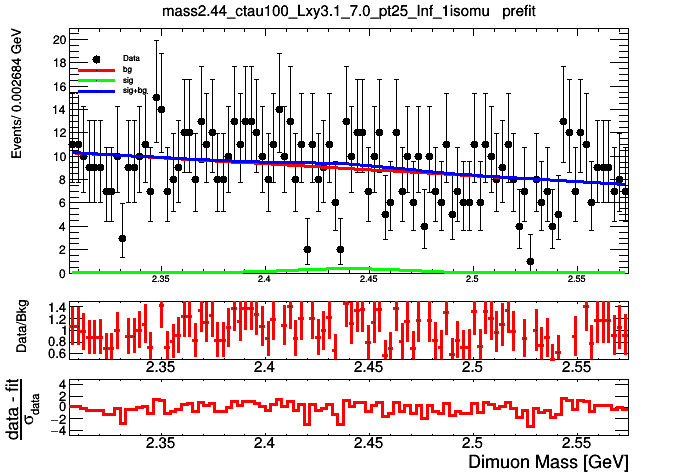 mass2.44_ctau100_Lxy3.1_7.0_pt25_Inf_1isomu prefit
Events/ 0.002684 GeV
20
18
16
14
12
10
8
6
4
2
0
Data
bg
sig
sig+bg
2.35 2.4 2.45 2.5 2.55
Data/Bkg
1.4
1.2
1
0.8
0.6
2.35 2.4 2.45 2.5 2.55
data - fit
σdata
4
2
0
−2
−4
2.35 2.4 2.45 2.5 2.55
Dimuon Mass [GeV]